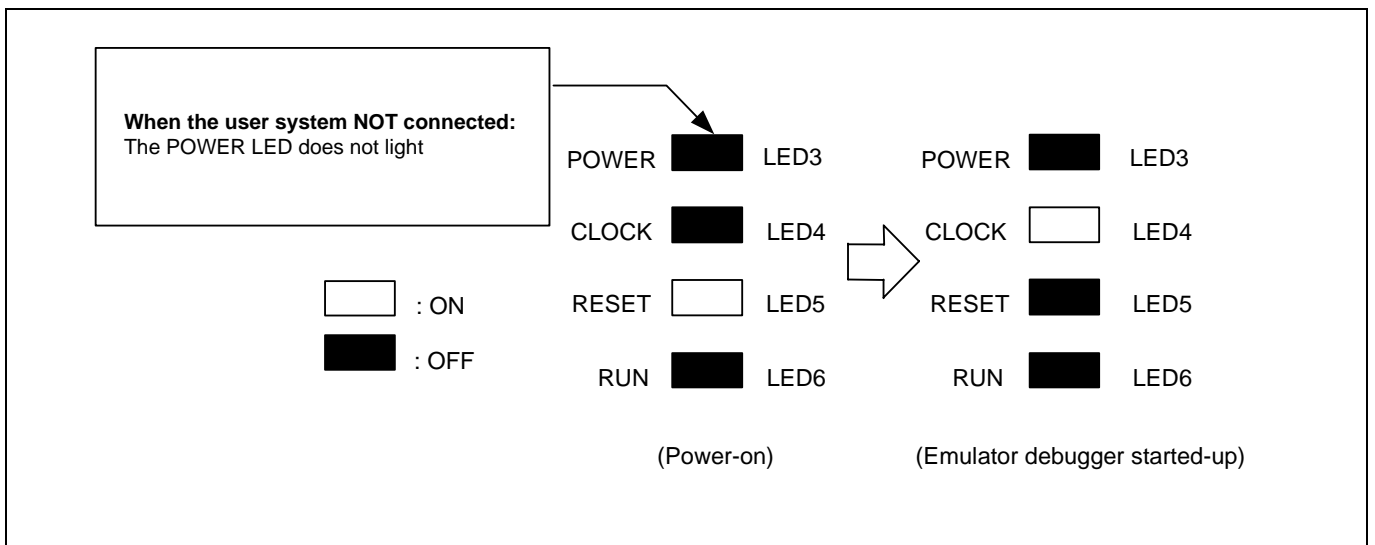 When the user system NOT connected:
The POWER LED does not light
POWER LED3 POWER LED3
CLOCK LED4 CLOCK LED4
RESET LED5 RESET LED5
: ON
: OFF
RUN LED6 RUN LED6
(Power-on) (Emulator debugger started-up)